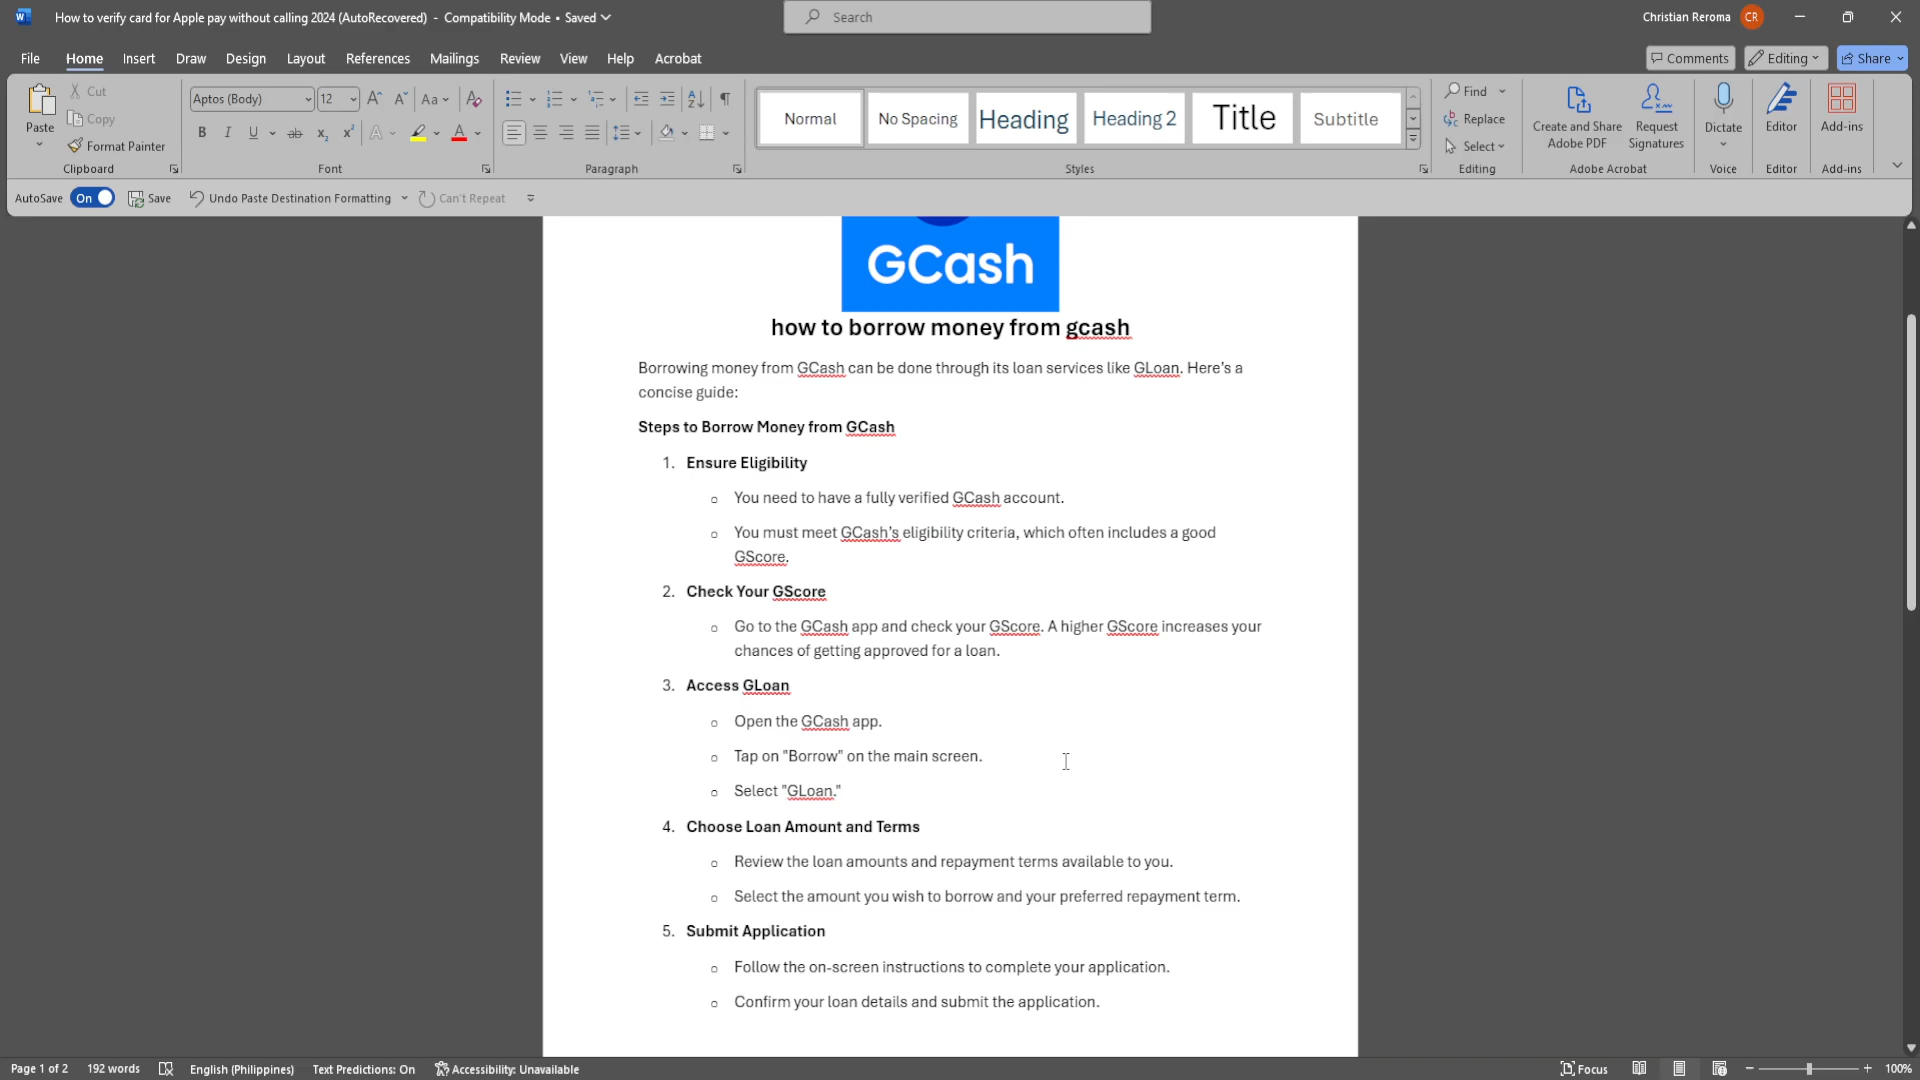 How to verify card for Apple pay without calling 2024 (AutoRecovered) - Compatibility Mode • Saved
Search
Christian Reroma CR
File Home Insert Draw Design Layout References Mailings Review View Help Acrobat
Comments Editing Share
Paste
Cut
Copy
Format Painter
Clipboard
Aptos (Body) 12
Font
Paragraph
Normal No Spacing Heading Heading 2 Title Subtitle
Styles
Find
Replace
Select
Editing
Create and Share Adobe PDF
Request Signatures
Adobe Acrobat
Dictate
Voice
Editor
Editor
Add-ins
Add-ins
AutoSave On Save Undo Paste Destination Formatting Can't Repeat
GCash
how to borrow money from gcash
Borrowing money from GCash can be done through its loan services like GLoan. Here's a
concise guide:
Steps to Borrow Money from GCash
1. Ensure Eligibility
o You need to have a fully verified GCash account.
o You must meet GCash's eligibility criteria, which often includes a good
GScore.
2. Check Your GScore
o Go to the GCash app and check your GScore. A higher GScore increases your
chances of getting approved for a loan.
3. Access GLoan
o Open the GCash app.
o Tap on "Borrow" on the main screen.
o Select "GLoan."
4. Choose Loan Amount and Terms
o Review the loan amounts and repayment terms available to you.
o Select the amount you wish to borrow and your preferred repayment term.
5. Submit Application
o Follow the on-screen instructions to complete your application.
o Confirm your loan details and submit the application.
Page 1 of 2 192 words English (Philippines) Text Predictions: On Accessibility: Unavailable Focus 100%